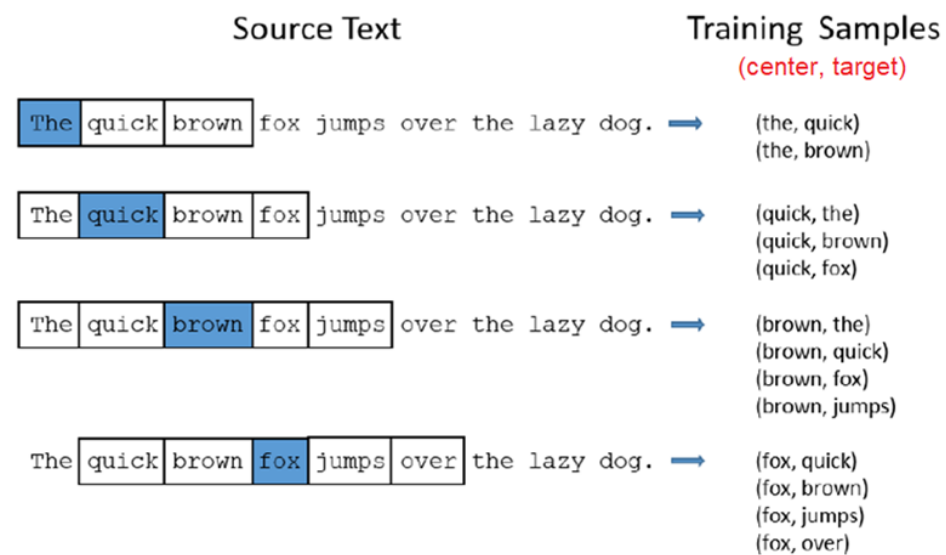 Source Text
Training Samples
(center, target)
The quick brown fox jumps over the lazy dog.
(the, quick)
(the, brown)
The quick brown fox jumps over the lazy dog.
(quick, the)
(quick, brown)
(quick, fox)
The quick brown fox jumps over the lazy dog.
(brown, the)
(brown, quick)
(brown, fox)
(brown, jumps)
The quick brown fox jumps over the lazy dog.
(fox, quick)
(fox, brown)
(fox, jumps)
(fox, over)